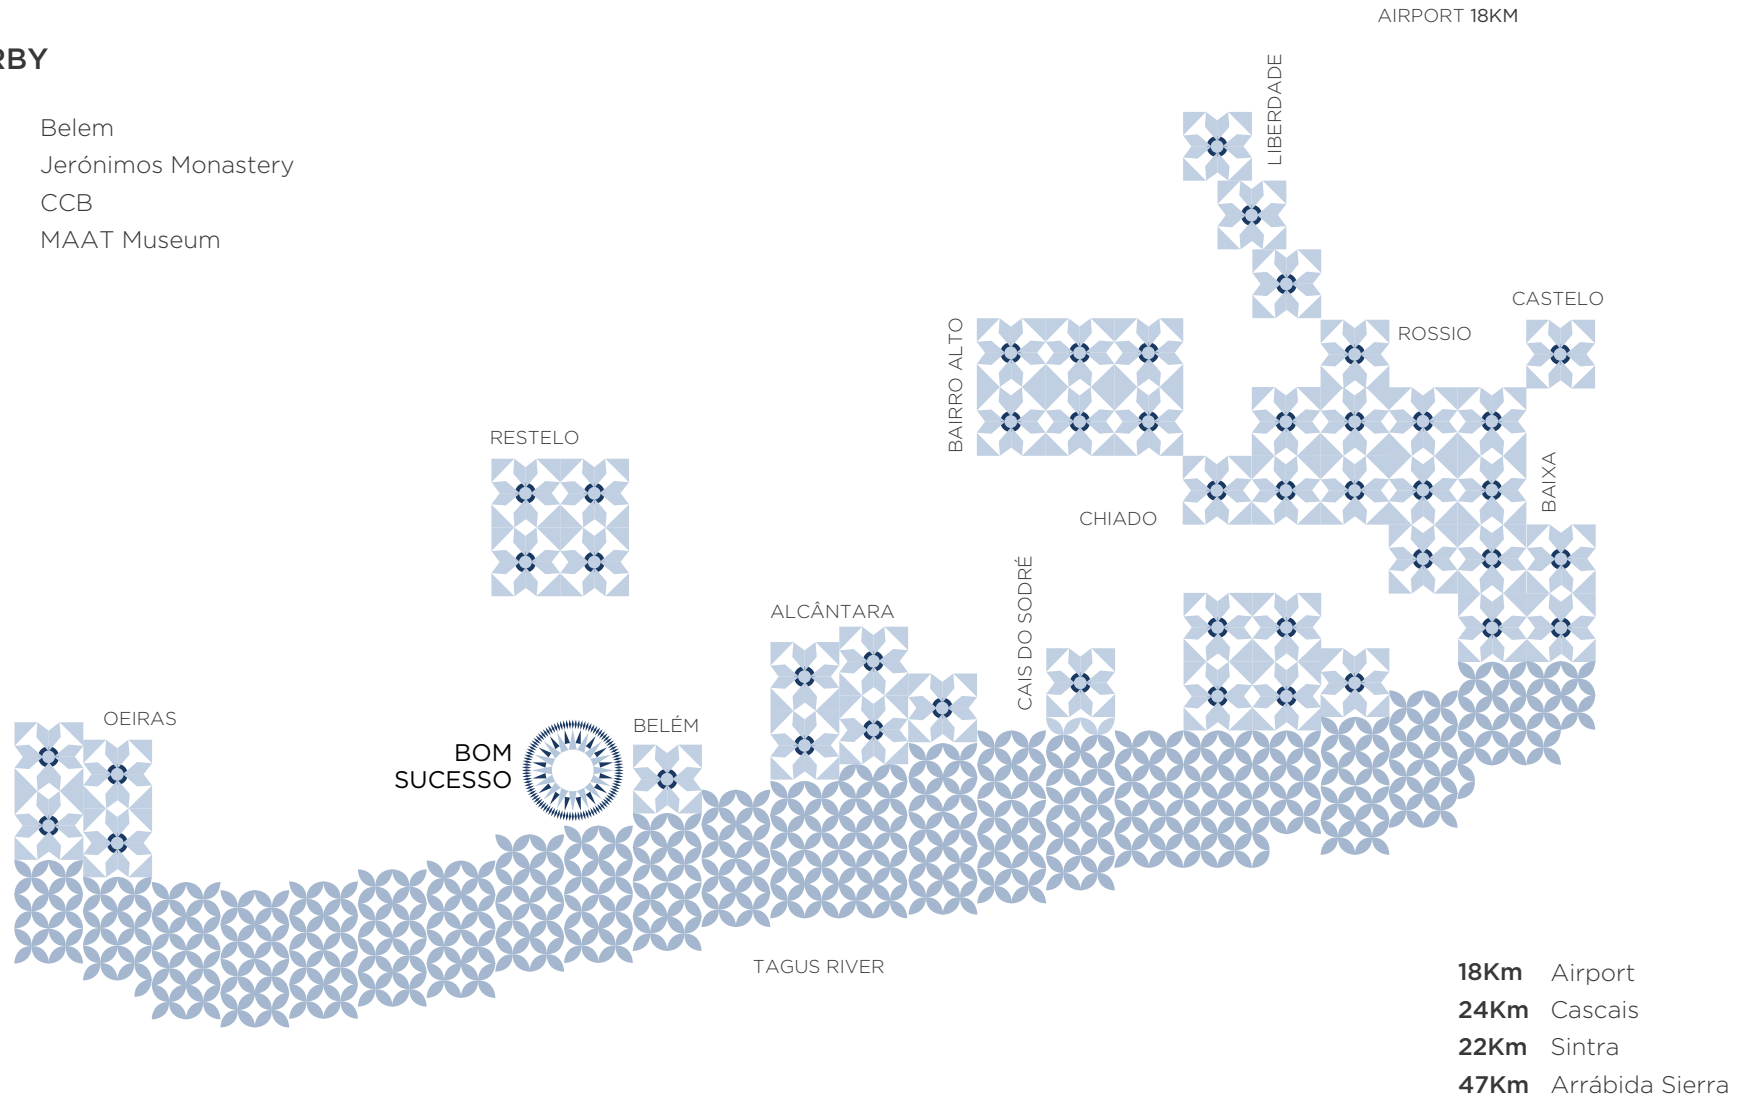 AIRPORT 18KM
RBY
Belem
Jerónimos Monastery
CCB
MAAT Museum
LIBERDADE
CASTELO
ROSSIO
BAIRRO ALTO
RESTELO
BAIXA
CHIADO
CAIS DO SODRÉ
ALCÂNTARA
OEIRAS
BELÉM
BOM
SUCESSO
TAGUS RIVER
18Km Airport
24Km Cascais
22Km Sintra
47Km Arrábida Sierra